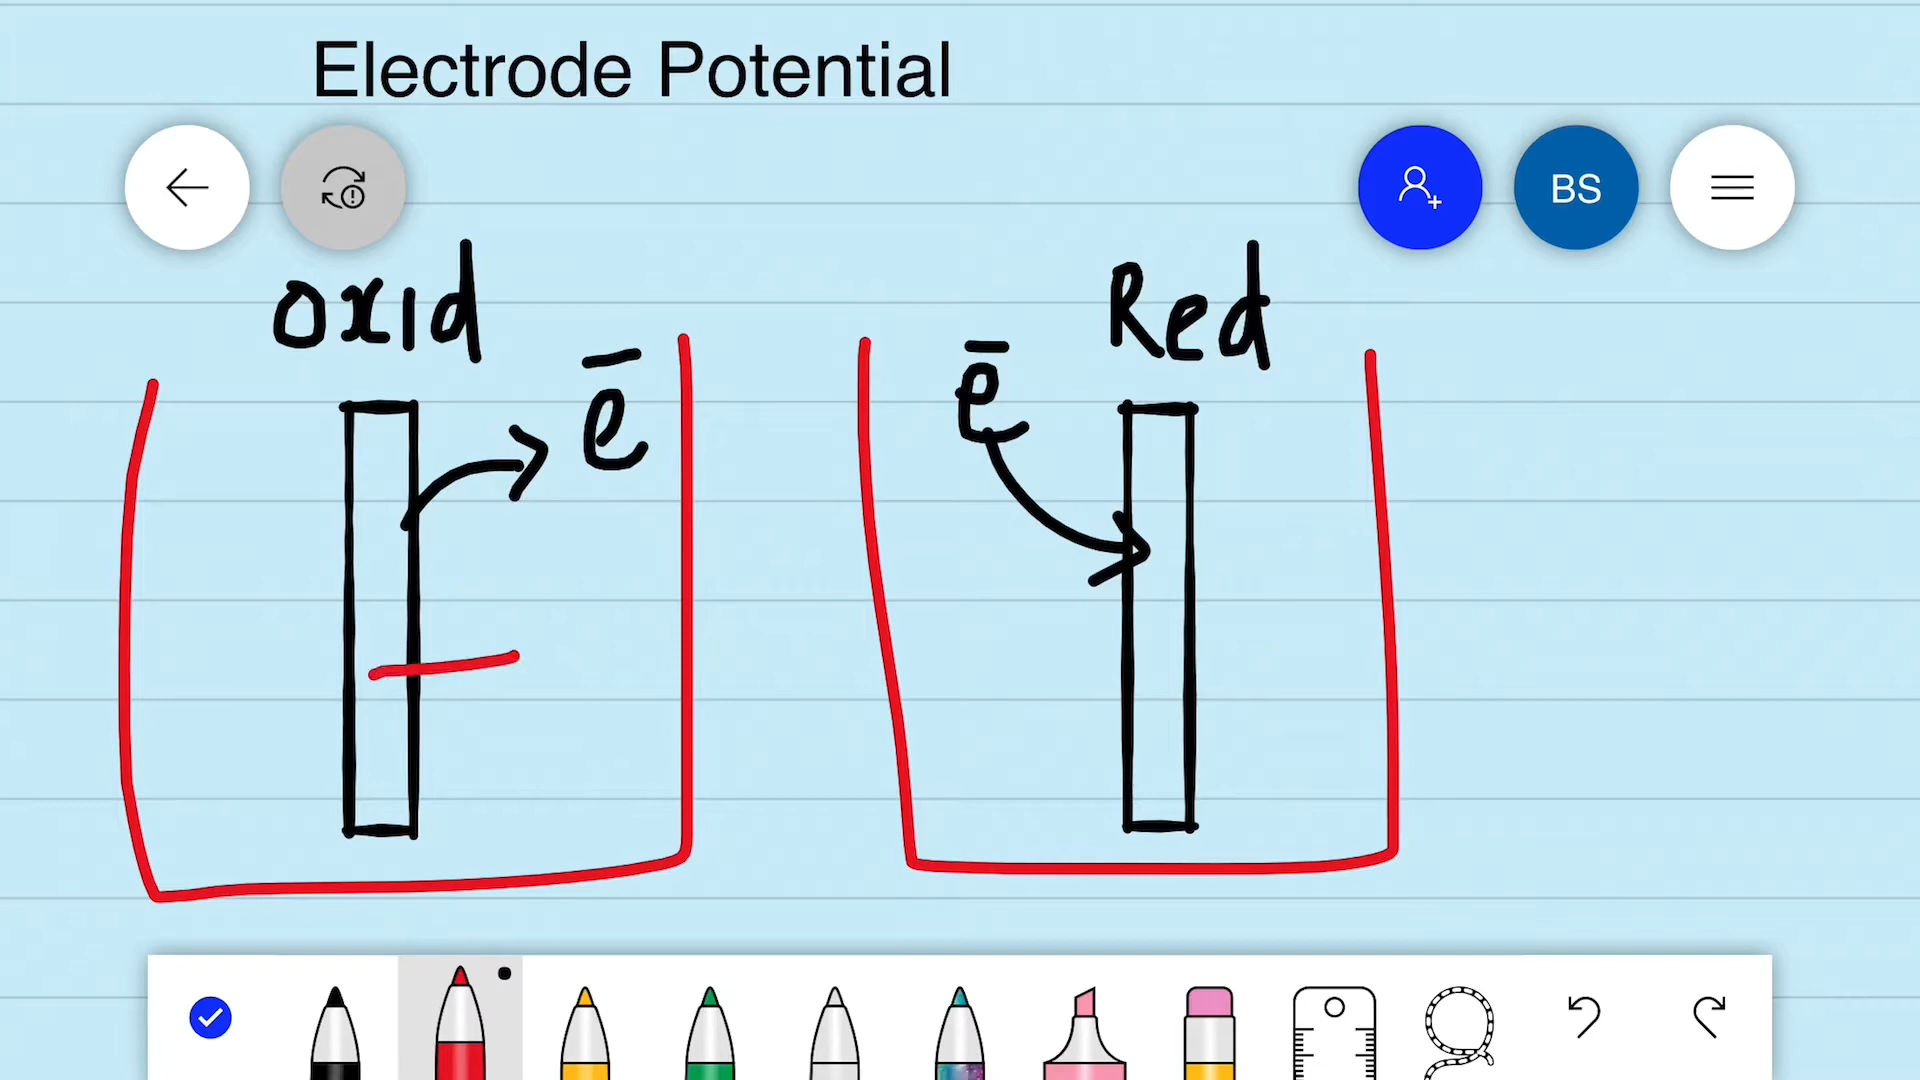 Electrode Potential
BS
oxid
Red
e̅
e̅